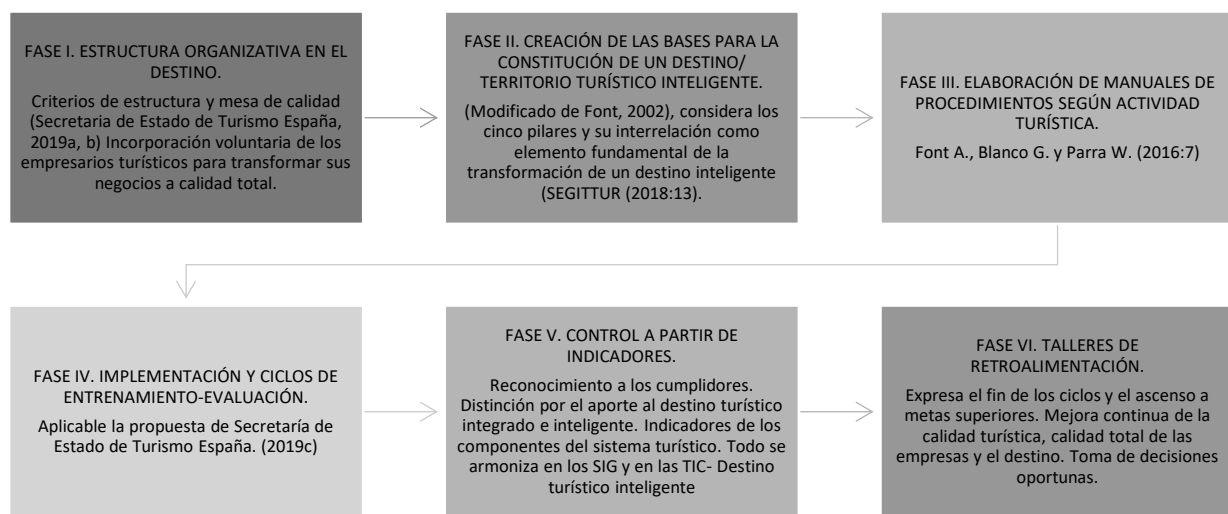 FASE I. ESTRUCTURA ORGANIZATIVA EN EL
DESTINO.
Criterios de estructura y mesa de calidad
(Secretaria de Estado de Turismo España,
2019a, b) Incorporación voluntaria de los
empresarios turísticos para transformar sus
negocios a calidad total.
FASE II. CREACIÓN DE LAS BASES PARA LA
CONSTITUCIÓN DE UN DESTINO/
TERRITORIO TURÍSTICO INTELIGENTE.
(Modificado de Font, 2002), considera los
cinco pilares y su interrelación como
elemento fundamental de la
transformación de un destino inteligente
(SEGITTUR (2018:13).
FASE III. ELABORACIÓN DE MANUALES DE
PROCEDIMIENTOS SEGÚN ACTIVIDAD
TURÍSTICA.
Font A., Blanco G. y Parra W. (2016:7)
FASE IV. IMPLEMENTACIÓN Y CICLOS DE
ENTRENAMIENTO-EVALUACIÓN.
Aplicable la propuesta de Secretaría de
Estado de Turismo España. (2019c)
FASE V. CONTROL A PARTIR DE
INDICADORES.
Reconocimiento a los cumplidores.
Distinción por el aporte al destino turístico
integrado e inteligente. Indicadores de los
componentes del sistema turístico. Todo se
armoniza en los SIG y en las TIC- Destino
turístico inteligente
FASE VI. TALLERES DE
RETROALIMENTACIÓN.
Expresa el fin de los ciclos y el ascenso a
metas superiores. Mejora continua de la
calidad turística, calidad total de las
empresas y el destino. Toma de decisiones
oportunas.